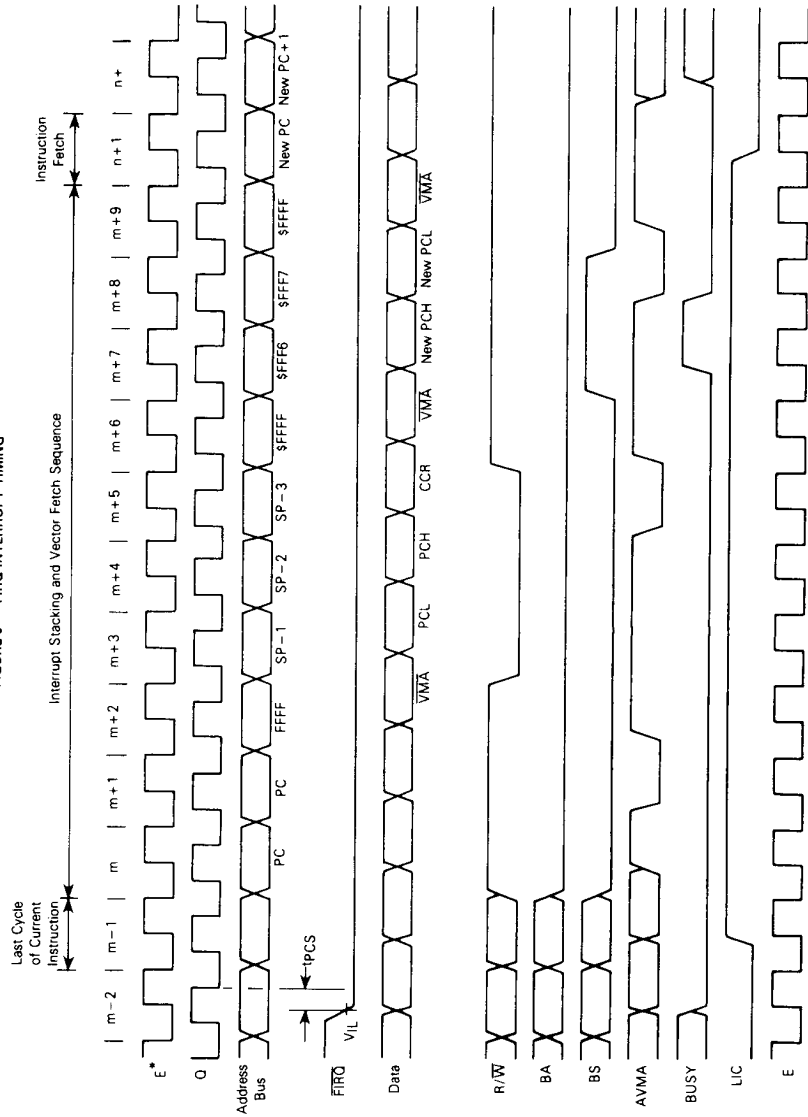 FIRQ INTERRUPT TIMING
Last Cycle
of Current
Instruction
Interrupt Stacking and Vector Fetch Sequence
Instruction
Fetch
| m-2 | m-1 | m | m+1 | m+2 | m+3 | m+4 | m+5 | m+6 | m+7 | m+8 | m+9 | n+1 | n+ |
E*
Q
Address
Bus
PC PC FFFF SP-1 SP-2 SP-3 $FFFF $FFF6 $FFF7 $FFFF New PC New PC+1
tPCS
VIL
FIRQ
Data
VMA PCL PCH CCR VMA New PCH New PCL VMA
R/W
BA
BS
AVMA
BUSY
LIC
E